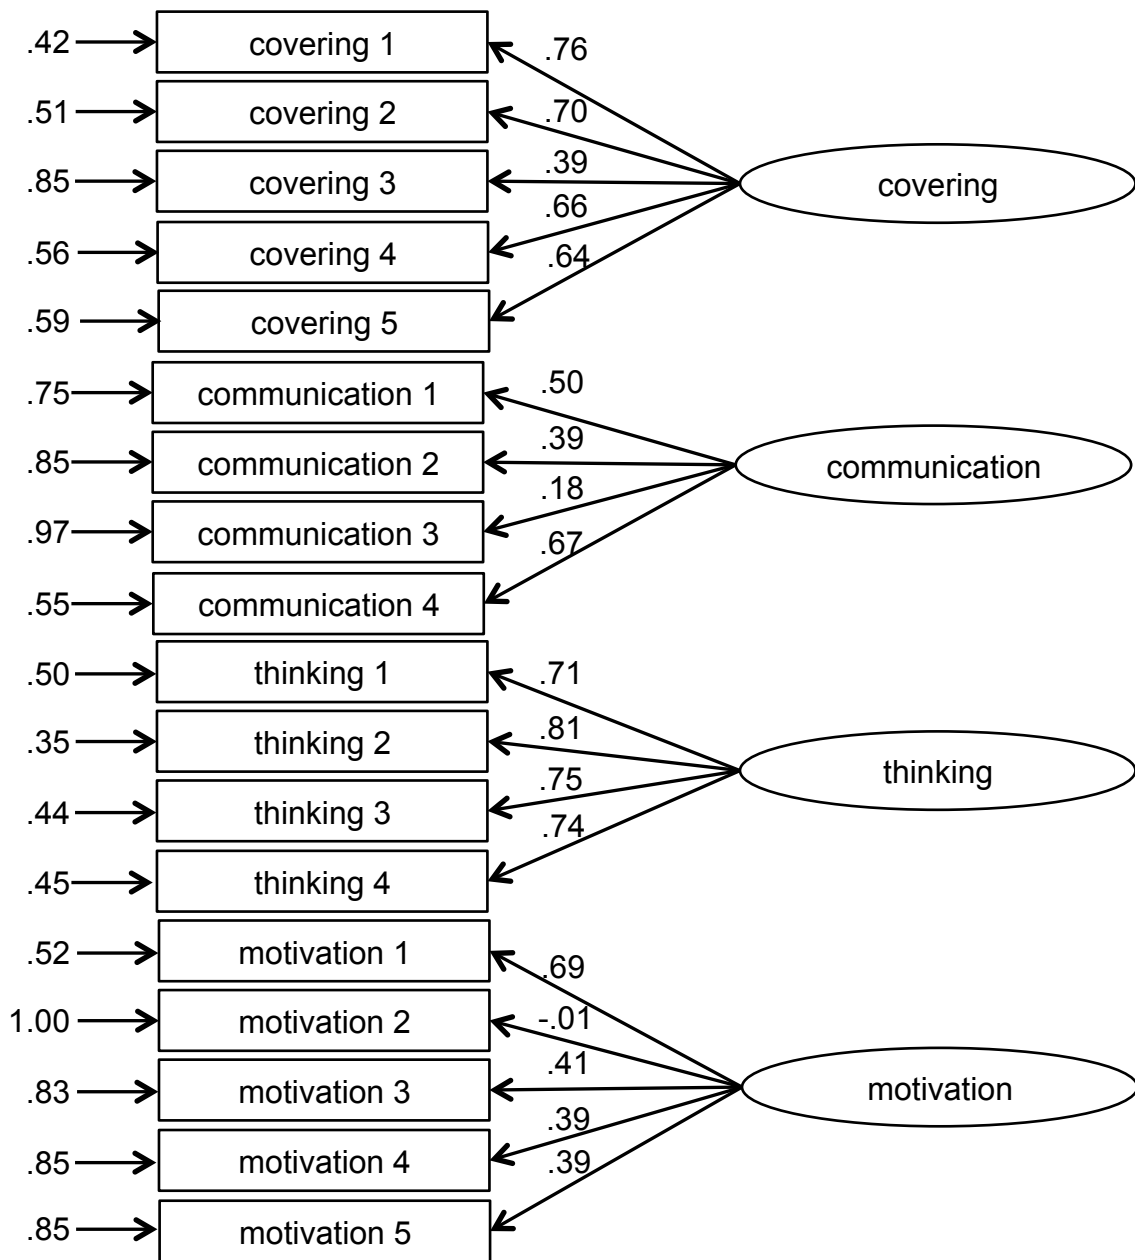 .42 covering 1 .76
.51 covering 2 .70
.85 covering 3 .39 covering
.56 covering 4 .66
.59 covering 5 .64
.75 communication 1 .50
.85 communication 2 .39 communication
.97 communication 3 .18
.55 communication 4 .67
.50 thinking 1 .71
.35 thinking 2 .81
.44 thinking 3 .75 thinking
.45 thinking 4 .74
.52 motivation 1 .69
1.00 motivation 2 -.01
.83 motivation 3 .41 motivation
.85 motivation 4 .39
.85 motivation 5 .39